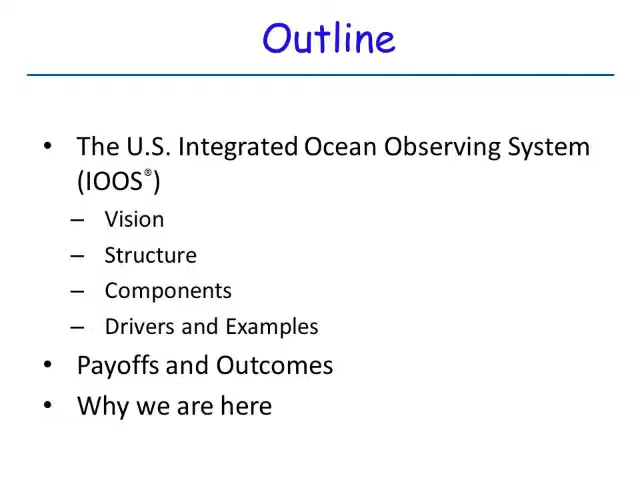 Outline
• The U.S. Integrated Ocean Observing System
(IOOS®)
– Vision
– Structure
– Components
– Drivers and Examples
• Payoffs and Outcomes
• Why we are here